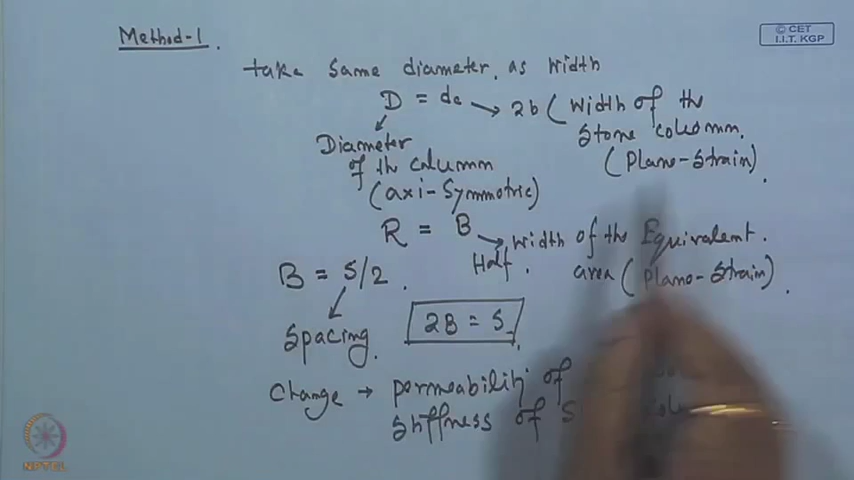 © CET
I.I.T. KGP
Method-1.
take same diameter as width
D = dc → 2b (width of the
stone column.
(Plane-strain).
Diameter
of the column
(axi-symmetric)
R = B → width of the Equivalent.
Half. area (Plane-strain).
B = S/2.
Spacing.
2B = S.
Change → permeability of
stiffness of
NPTEL